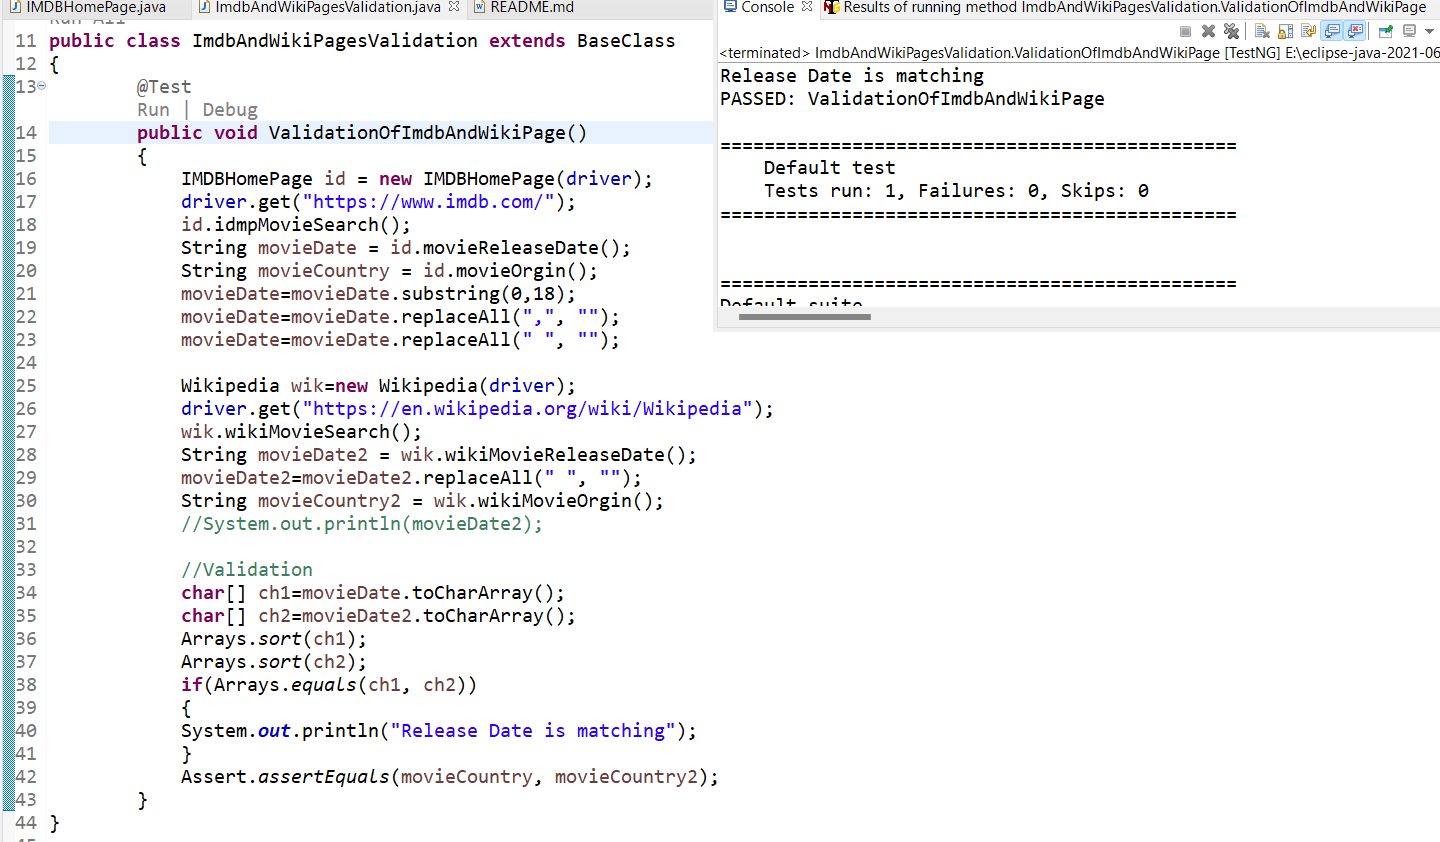 IMDBHomePage.java
ImdbAndWikiPagesValidation.java
README.md
Run All
11 public class ImdbAndWikiPagesValidation extends BaseClass
12 {
13 @Test
Run | Debug
14 public void ValidationOfImdbAndWikiPage()
15 {
16 IMDBHomePage id = new IMDBHomePage(driver);
17 driver.get("https://www.imdb.com/");
18 id.idmpMovieSearch();
19 String movieDate = id.movieReleaseDate();
20 String movieCountry = id.movieOrgin();
21 movieDate=movieDate.substring(0,18);
22 movieDate=movieDate.replaceAll(",", "");
23 movieDate=movieDate.replaceAll(" ", "");
24
25 Wikipedia wik=new Wikipedia(driver);
26 driver.get("https://en.wikipedia.org/wiki/Wikipedia");
27 wik.wikiMovieSearch();
28 String movieDate2 = wik.wikiMovieReleaseDate();
29 movieDate2=movieDate2.replaceAll(" ", "");
30 String movieCountry2 = wik.wikiMovieOrgin();
31 //System.out.println(movieDate2);
32
33 //Validation
34 char[] ch1=movieDate.toCharArray();
35 char[] ch2=movieDate2.toCharArray();
36 Arrays.sort(ch1);
37 Arrays.sort(ch2);
38 if(Arrays.equals(ch1, ch2))
39 {
40 System.out.println("Release Date is matching");
41 }
42 Assert.assertEquals(movieCountry, movieCountry2);
43 }
44 }
Console
Results of running method ImdbAndWikiPagesValidation.ValidationOfImdbAndWikiPage
<terminated> ImdbAndWikiPagesValidation.ValidationOfImdbAndWikiPage [TestNG] E:\eclipse-java-2021-06
Release Date is matching
PASSED: ValidationOfImdbAndWikiPage
===============================================
Default test
Tests run: 1, Failures: 0, Skips: 0
===============================================
===============================================
Default suite